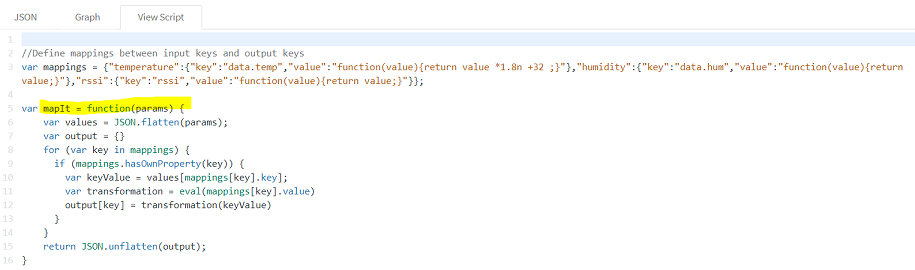 JSON Graph View Script
1
2 //Define mappings between input keys and output keys
3 var mappings = {"temperature":{"key":"data.temp","value":"function(value){return value *1.8n +32 ;}"},"humidity":{"key":"data.hum","value":"function(value){return
value;}"},"rssi":{"key":"rssi","value":"function(value){return value;}"}};
4
5 var mapIt = function(params) {
6 var values = JSON.flatten(params);
7 var output = {}
8 for (var key in mappings) {
9 if (mappings.hasOwnProperty(key)) {
10 var keyValue = values[mappings[key].key];
11 var transformation = eval(mappings[key].value)
12 output[key] = transformation(keyValue)
13 }
14 }
15 return JSON.unflatten(output);
16 }